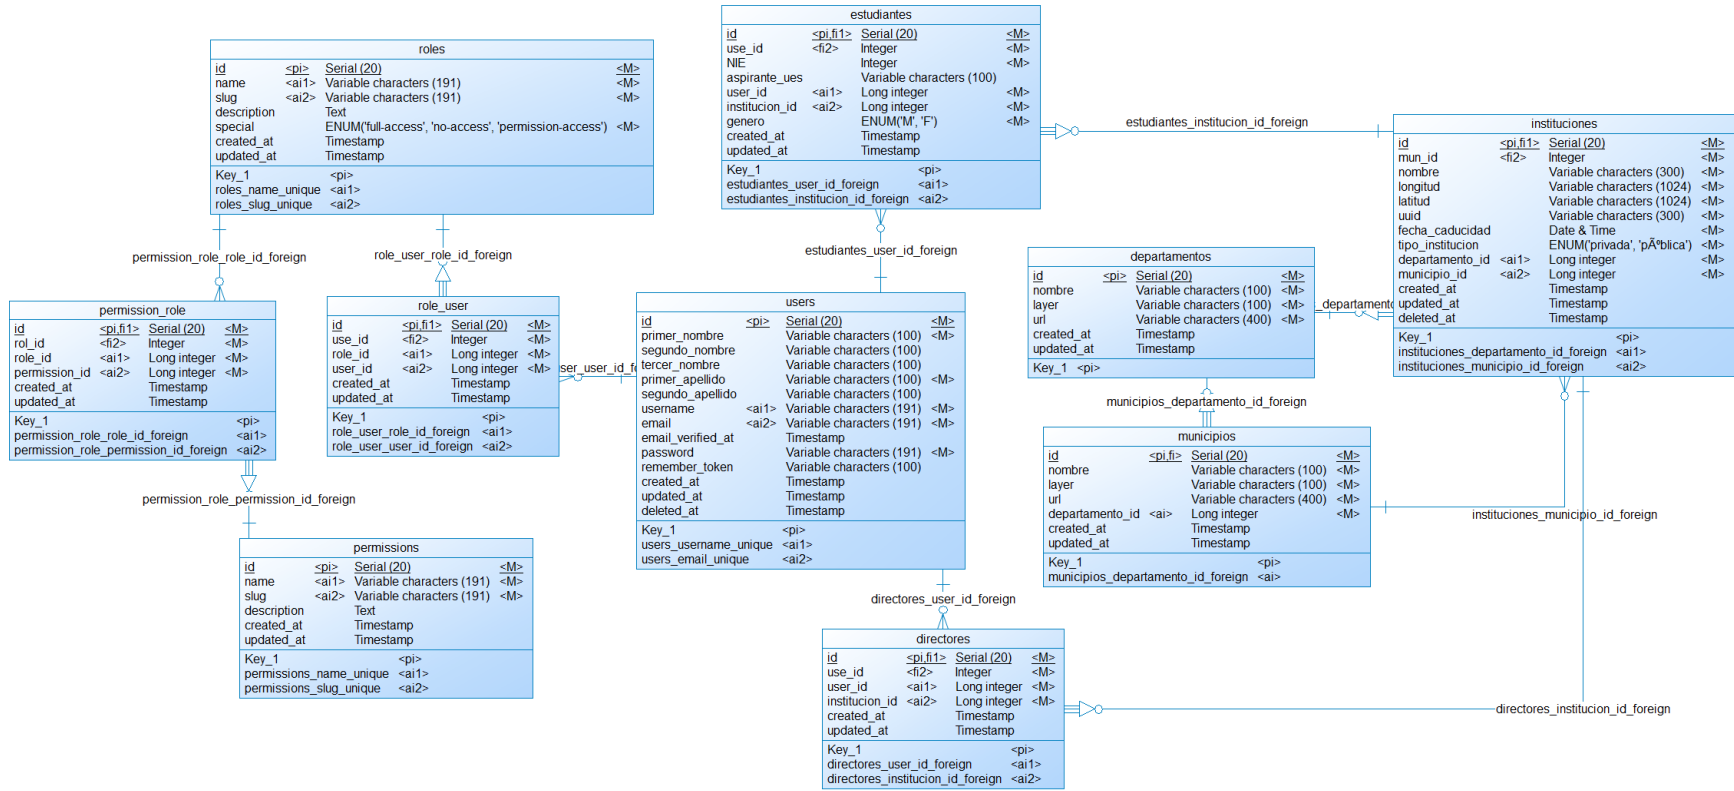 estudiantes
id <pi,fi1> Serial (20) <M>
use_id <fi2> Integer <M>
NIE Integer <M>
aspirante_ues Variable characters (100)
user_id <ai1> Long integer <M>
institucion_id <ai2> Long integer <M>
genero ENUM('M', 'F') <M>
created_at Timestamp
updated_at Timestamp
Key_1 <pi>
estudiantes_user_id_foreign <ai1>
estudiantes_institucion_id_foreign <ai2>
roles
id <pi> Serial (20) <M>
name <ai1> Variable characters (191) <M>
slug <ai2> Variable characters (191) <M>
description Text
special ENUM('full-access', 'no-access', 'permission-access') <M>
created_at Timestamp
updated_at Timestamp
Key_1 <pi>
roles_name_unique <ai1>
roles_slug_unique <ai2>
estudiantes_institucion_id_foreign
instituciones
id <pi,fi1> Serial (20) <M>
mun_id <fi2> Integer <M>
nombre Variable characters (300) <M>
longitud Variable characters (1024) <M>
latitud Variable characters (1024) <M>
uuid Variable characters (300) <M>
fecha_caducidad Date & Time <M>
tipo_institucion ENUM('privada', 'pÃºblica') <M>
departamento_id <ai1> Long integer <M>
municipio_id <ai2> Long integer <M>
created_at Timestamp
updated_at Timestamp
deleted_at Timestamp
Key_1 <pi>
instituciones_departamento_id_foreign <ai1>
instituciones_municipio_id_foreign <ai2>
permission_role_role_id_foreign
role_user_role_id_foreign
estudiantes_user_id_foreign
departamentos
id <pi> Serial (20) <M>
nombre Variable characters (100) <M>
layer Variable characters (100) <M>
url Variable characters (400) <M>
created_at Timestamp
updated_at Timestamp
Key_1 <pi>
_departamento
permission_role
id <pi,fi1> Serial (20) <M>
rol_id <fi2> Integer <M>
role_id <ai1> Long integer <M>
permission_id <ai2> Long integer <M>
created_at Timestamp
updated_at Timestamp
Key_1 <pi>
permission_role_role_id_foreign <ai1>
permission_role_permission_id_foreign <ai2>
role_user
id <pi,fi1> Serial (20) <M>
use_id <fi2> Integer <M>
role_id <ai1> Long integer <M>
user_id <ai2> Long integer <M>
created_at Timestamp
updated_at Timestamp
Key_1 <pi>
role_user_role_id_foreign <ai1>
role_user_user_id_foreign <ai2>
ser_user_id_f
users
id <pi> Serial (20) <M>
primer_nombre Variable characters (100) <M>
segundo_nombre Variable characters (100)
tercer_nombre Variable characters (100)
primer_apellido Variable characters (100) <M>
segundo_apellido Variable characters (100)
username <ai1> Variable characters (191) <M>
email <ai2> Variable characters (191) <M>
email_verified_at Timestamp
password Variable characters (191) <M>
remember_token Variable characters (100)
created_at Timestamp
updated_at Timestamp
deleted_at Timestamp
Key_1 <pi>
users_username_unique <ai1>
users_email_unique <ai2>
municipios_departamento_id_foreign
municipios
id <pi,fi> Serial (20) <M>
nombre Variable characters (100) <M>
layer Variable characters (100) <M>
url Variable characters (400) <M>
departamento_id <ai> Long integer <M>
created_at Timestamp
updated_at Timestamp
Key_1 <pi>
municipios_departamento_id_foreign <ai>
instituciones_municipio_id_foreign
permission_role_permission_id_foreign
permissions
id <pi> Serial (20) <M>
name <ai1> Variable characters (191) <M>
slug <ai2> Variable characters (191) <M>
description Text
created_at Timestamp
updated_at Timestamp
Key_1 <pi>
permissions_name_unique <ai1>
permissions_slug_unique <ai2>
directores_user_id_foreign
directores
id <pi,fi1> Serial (20) <M>
use_id <fi2> Integer <M>
user_id <ai1> Long integer <M>
institucion_id <ai2> Long integer <M>
created_at Timestamp
updated_at Timestamp
Key_1 <pi>
directores_user_id_foreign <ai1>
directores_institucion_id_foreign <ai2>
directores_institucion_id_foreign